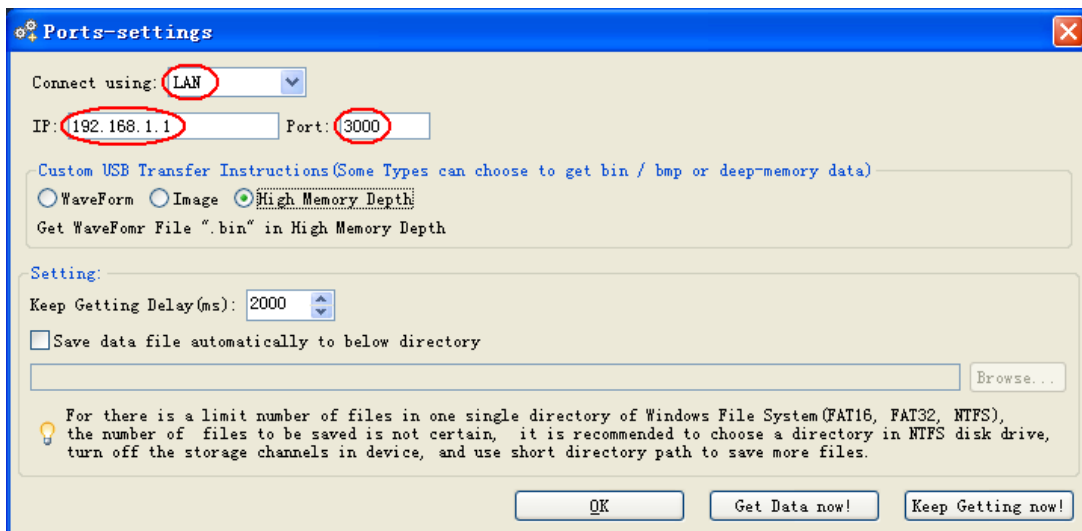 Ports-settings
Connect using: LAN
IP: 192.168.1.1 Port: 3000
Custom USB Transfer Instructions(Some Types can choose to get bin / bmp or deep-memory data)
WaveForm Image High Memory Depth
Get WaveFomr File ".bin" in High Memory Depth
Setting:
Keep Getting Delay(ms): 2000
Save data file automatically to below directory
Browse...
For there is a limit number of files in one single directory of Windows File System(FAT16, FAT32, NTFS),
the number of files to be saved is not certain, it is recommended to choose a directory in NTFS disk drive,
turn off the storage channels in device, and use short directory path to save more files.
OK Get Data now! Keep Getting now!